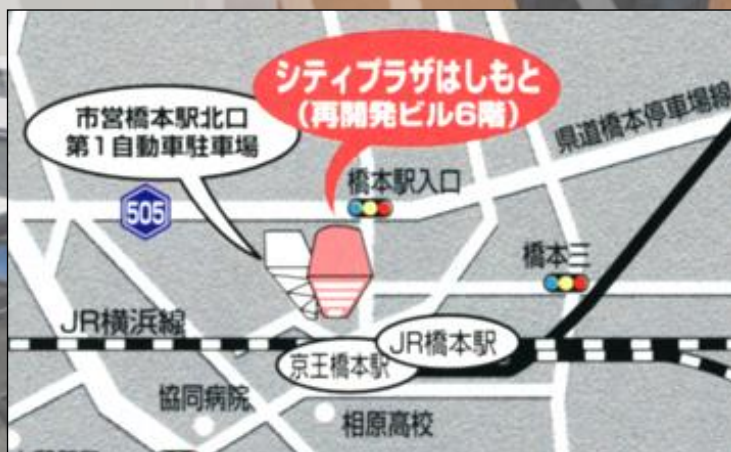 シティプラザはしもと
(再開発ビル6階)
市営橋本駅北口
第1自動車駐車場
県道橋本停車場線
橋本駅入口
505
橋本三
JR横浜線
JR橋本駅
京王橋本駅
協同病院
相原高校